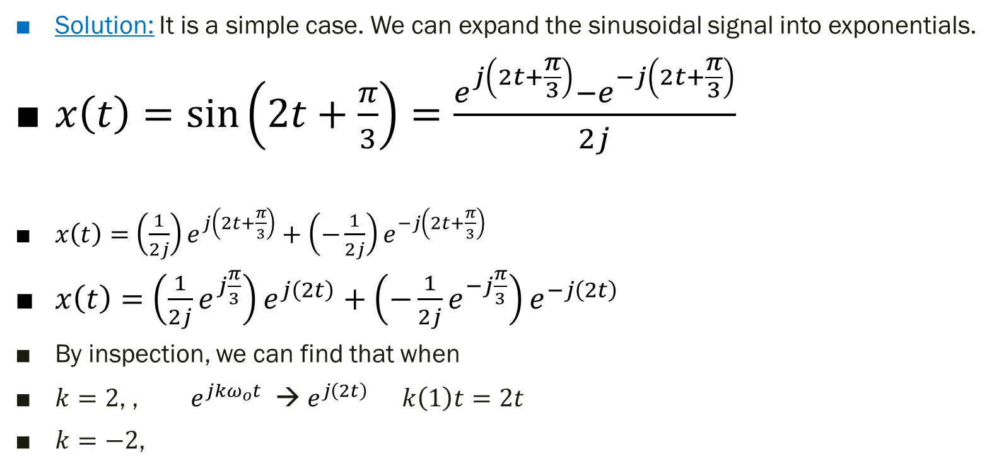 ■ Solution: It is a simple case. We can expand the sinusoidal signal into exponentials.
■ $x(t) = \sin\left(2t + \frac{\pi}{3}\right) = \frac{e^{j\left(2t+\frac{\pi}{3}\right)} - e^{-j\left(2t+\frac{\pi}{3}\right)}}{2j}$
■ $x(t) = \left(\frac{1}{2j}\right) e^{j\left(2t+\frac{\pi}{3}\right)} + \left(-\frac{1}{2j}\right) e^{-j\left(2t+\frac{\pi}{3}\right)}$
■ $x(t) = \left(\frac{1}{2j} e^{j\frac{\pi}{3}}\right) e^{j(2t)} + \left(-\frac{1}{2j} e^{-j\frac{\pi}{3}}\right) e^{-j(2t)}$
■ By inspection, we can find that when
■ $k = 2, ,$ $e^{jk\omega_o t} \rightarrow e^{j(2t)}$ $k(1)t = 2t$
■ $k = -2,$